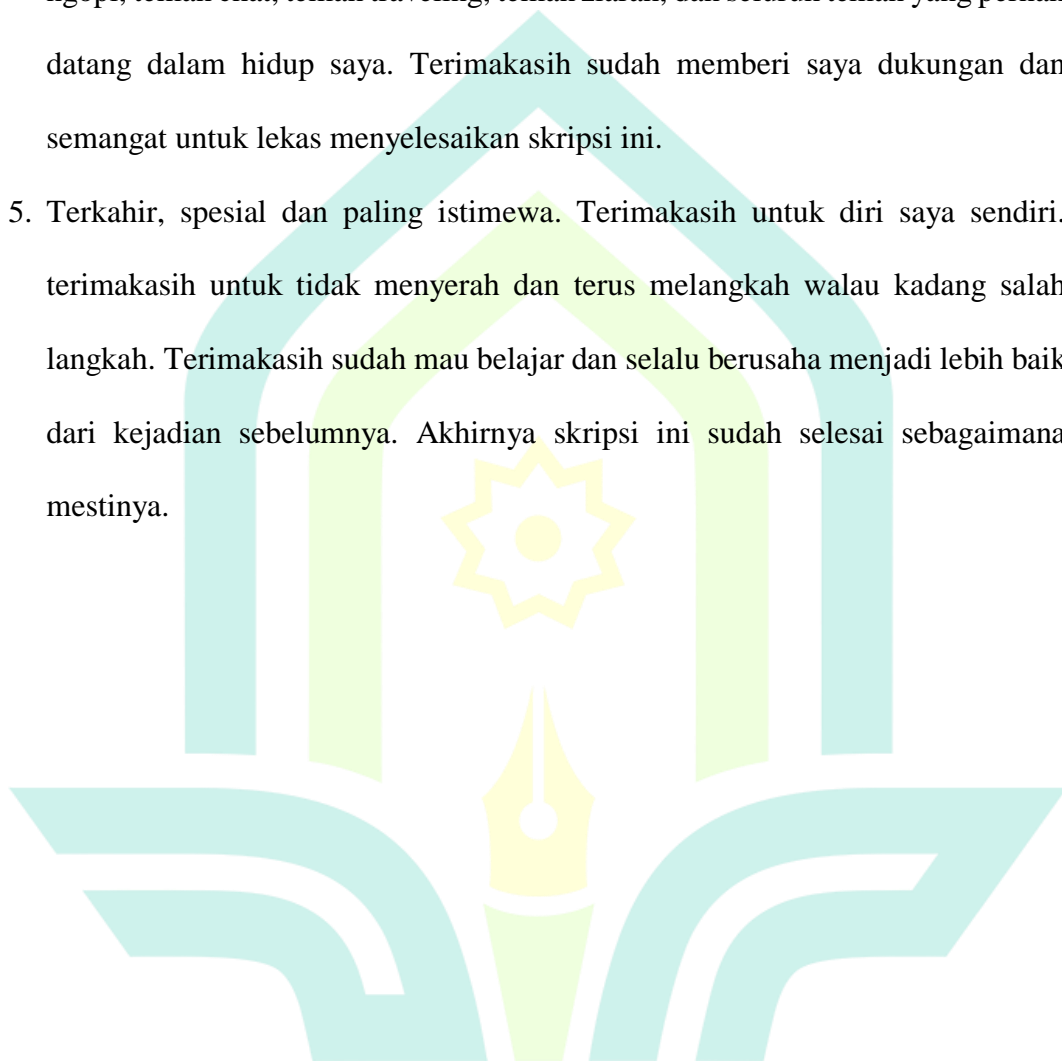 datang dalam hidup saya. Terimakasih sudah memberi saya dukungan dan
semangat untuk lekas menyelesaikan skripsi ini.
5. Terkahir, spesial dan paling istimewa. Terimakasih untuk diri saya sendiri.
terimakasih untuk tidak menyerah dan terus melangkah walau kadang salah
langkah. Terimakasih sudah mau belajar dan selalu berusaha menjadi lebih baik
dari kejadian sebelumnya. Akhirnya skripsi ini sudah selesai sebagaimana
mestinya.